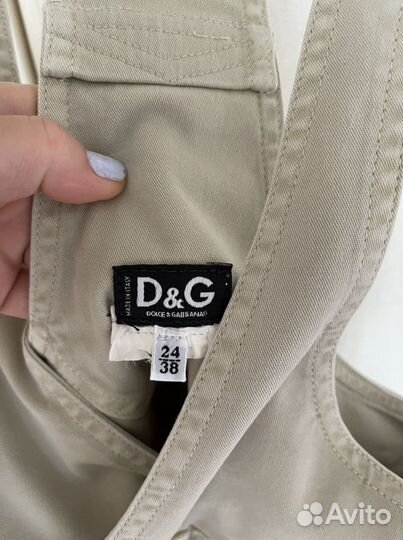 MADE IN ITALY
D&G
DOLCE & GABBANA
24
38
Avito